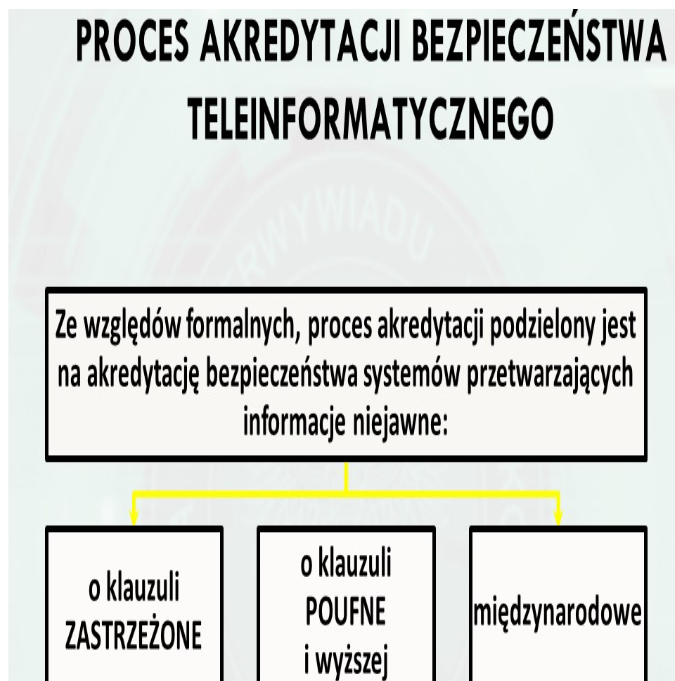 PROCES AKREDYTACJI BEZPIECZEŃSTWA
TELEINFORMATYCZNEGO
RWYWIADU
Ze względów formalnych, proces akredytacji podzielony jest
na akredytację bezpieczeństwa systemów przetwarzających
informacje niejawne:
o klauzuli
ZASTRZEŻONE
o klauzuli
POUFNE
i wyższej
międzynarodowe